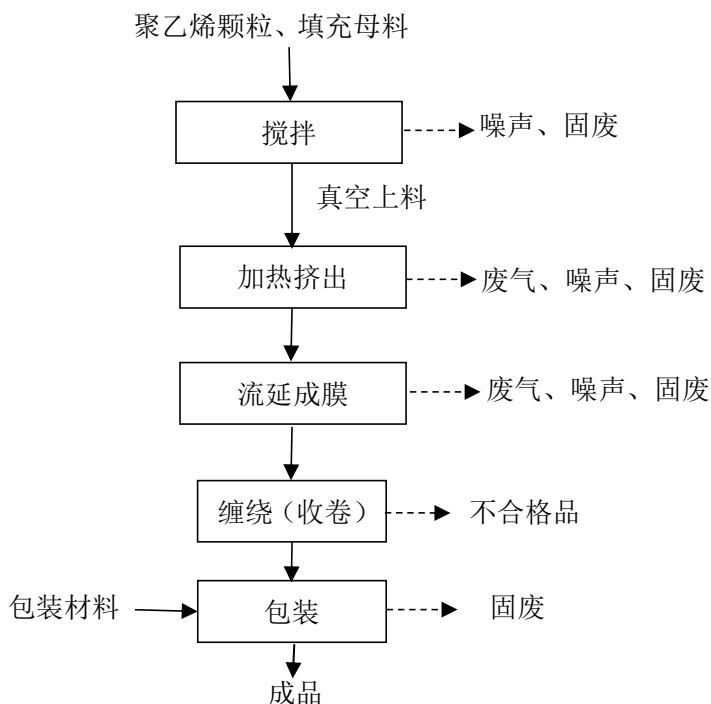 聚乙烯颗粒、填充母料
搅拌
噪声、固废
真空上料
加热挤出
废气、噪声、固废
流延成膜
废气、噪声、固废
缠绕（收卷）
不合格品
包装材料
包装
固废
成品